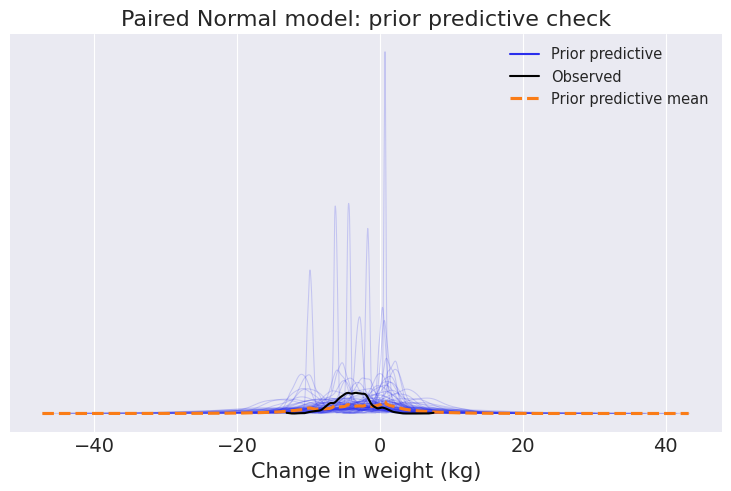 Paired Normal model: prior predictive check
Prior predictive
Observed
Prior predictive mean
−40 −20 0 20 40
Change in weight (kg)